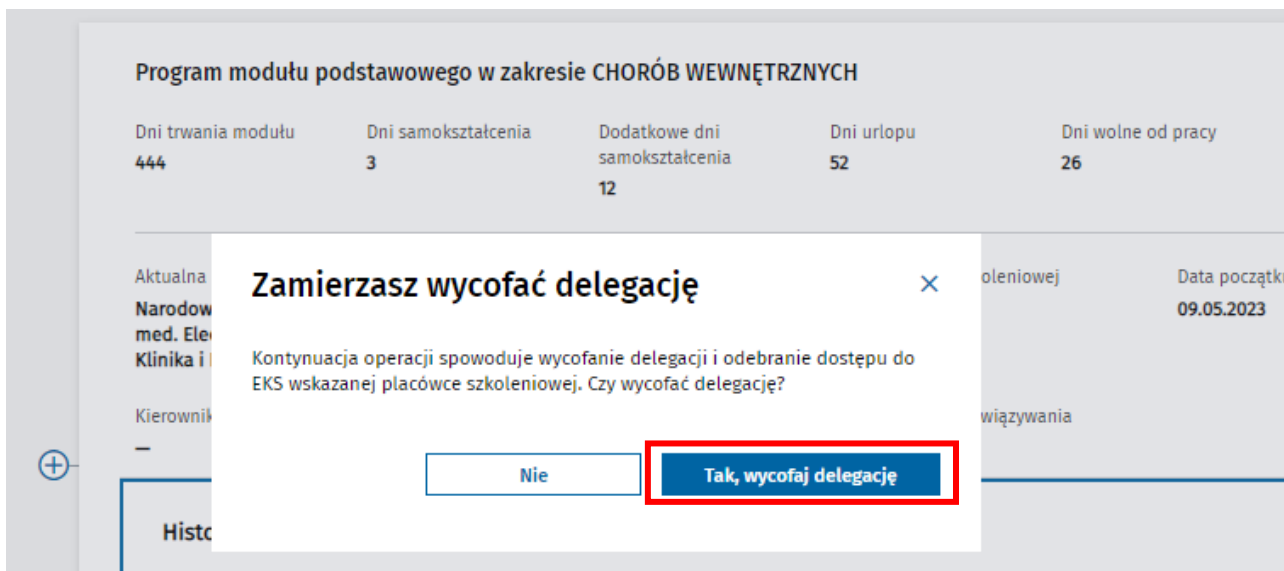 Program modułu podstawowego w zakresie CHORÓB WEWNĘTRZNYCH
Dni trwania modułu
444
Dni samokształcenia
3
Dodatkowe dni
samokształcenia
12
Dni urlopu
52
Dni wolne od pracy
26
Aktualna
Narodow
med. Ele
Klinika i
Kierownik
—
oleniowej
Data początk
09.05.2023
wiązywania
Zamierzasz wycofać delegację
Kontynuacja operacji spowoduje wycofanie delegacji i odebranie dostępu do
EKS wskazanej placówce szkoleniowej. Czy wycofać delegację?
Nie
Tak, wycofaj delegację
Histo